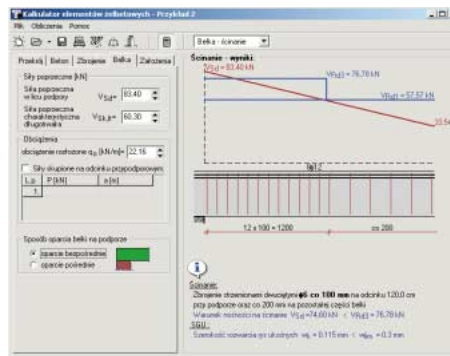 Kalkulator elementów żelbetowych - Przykład 2
Plik Obliczenia Pomoc
Belka - ścinanie
Przekrój Beton Zbrojenie Belka Założenia
Siły poprzeczne [kN]
Siła poprzeczna
w licu podpory VSd= 83,40
Siła poprzeczna
charakterystyczna
długotrwała VSk,lt= 60,30
Obciążenia
obciążenie rozłożone qo [kN/m]= 22,16
Siły skupione na odcinku przypodporowym:
L.p. P [kN] a [m]
1
Sposób oparcia belki na podporze
oparcie bezpośrednie
oparcie pośrednie
Ścinanie - wyniki:
VSd = 83,40 kN
VRd3 = 76,78 kN
VRd1 = 57,57 kN
33,54
12 x 100 = 1200
co 200
Ścinanie:
Zbrojenie strzemionami dwuciętymi ϕ6 co 100 mm na odcinku 120,0 cm
przy podporze oraz co 200 mm na pozostałej części belki
Warunek nośności na ścinanie VSd =74,60 kN < VRd3 = 76,78 kN
SGU:
Szerokość rozwarcia rys ukośnych wk = 0,115 mm < wlim = 0,3 mm